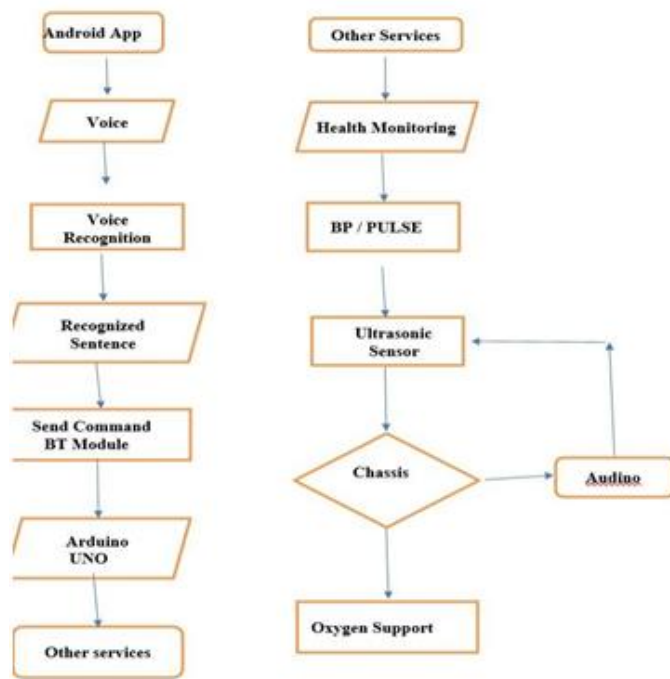 Android App
Voice
Voice
Recognition
Recognized
Sentence
Send Command
BT Module
Arduino
UNO
Other services
Other Services
Health Monitoring
BP / PULSE
Ultrasonic
Sensor
Chassis
Audino
Oxygen Support